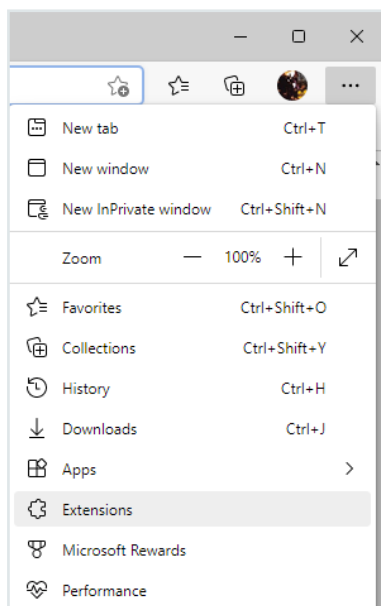 New tab Ctrl+T
New window Ctrl+N
New InPrivate window Ctrl+Shift+N
Zoom 100%
Favorites Ctrl+Shift+O
Collections Ctrl+Shift+Y
History Ctrl+H
Downloads Ctrl+J
Apps
Extensions
Microsoft Rewards
Performance